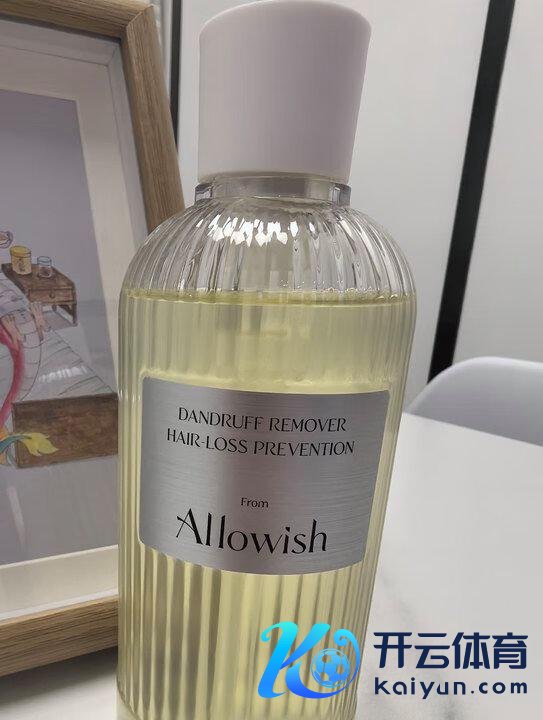 DANDRUFF REMOVER
HAIR-LOSS PREVENTION
From
Allowish
开云体育
kaiyun.com